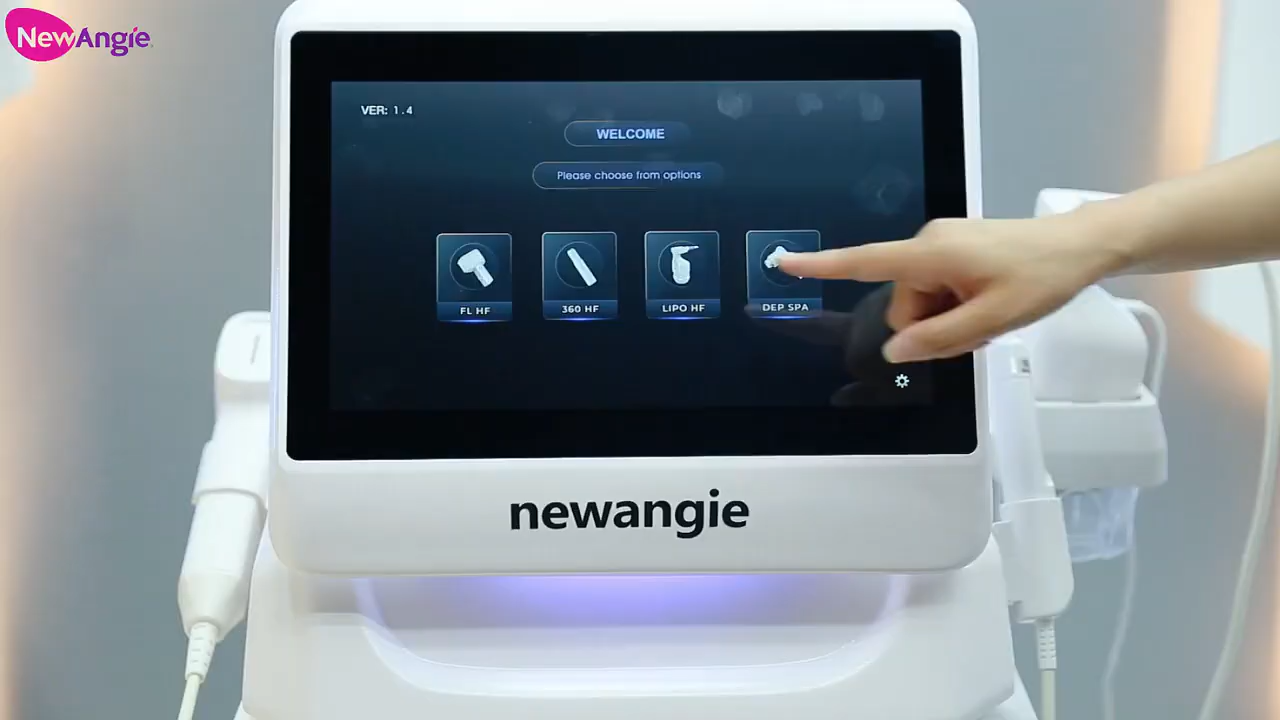 NewAngie
VER: 1.4
WELCOME
Please choose from options
FL HF
360 HF
LIPO HF
DEP SPA
newangie